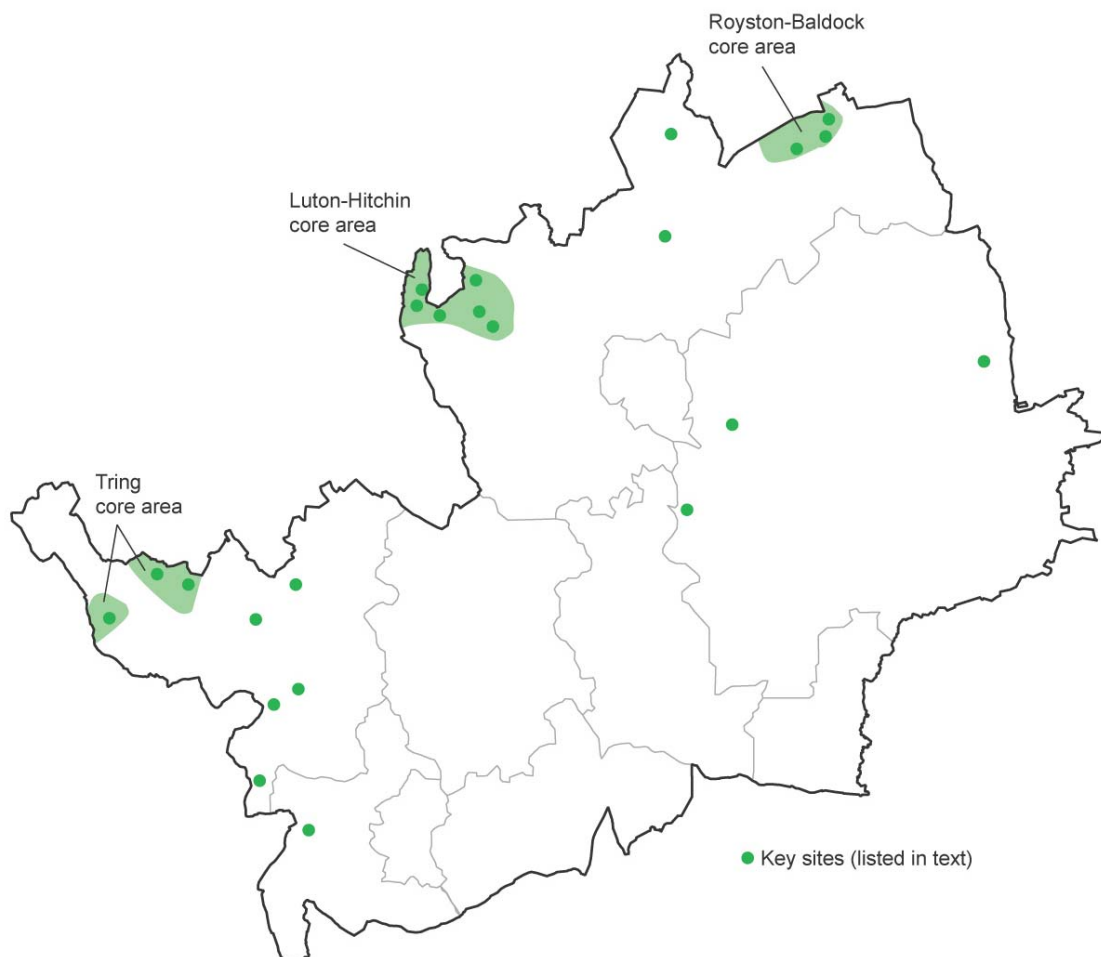 Royston-Baldock
core area
Luton-Hitchin
core area
Tring
core area
Key sites (listed in text)